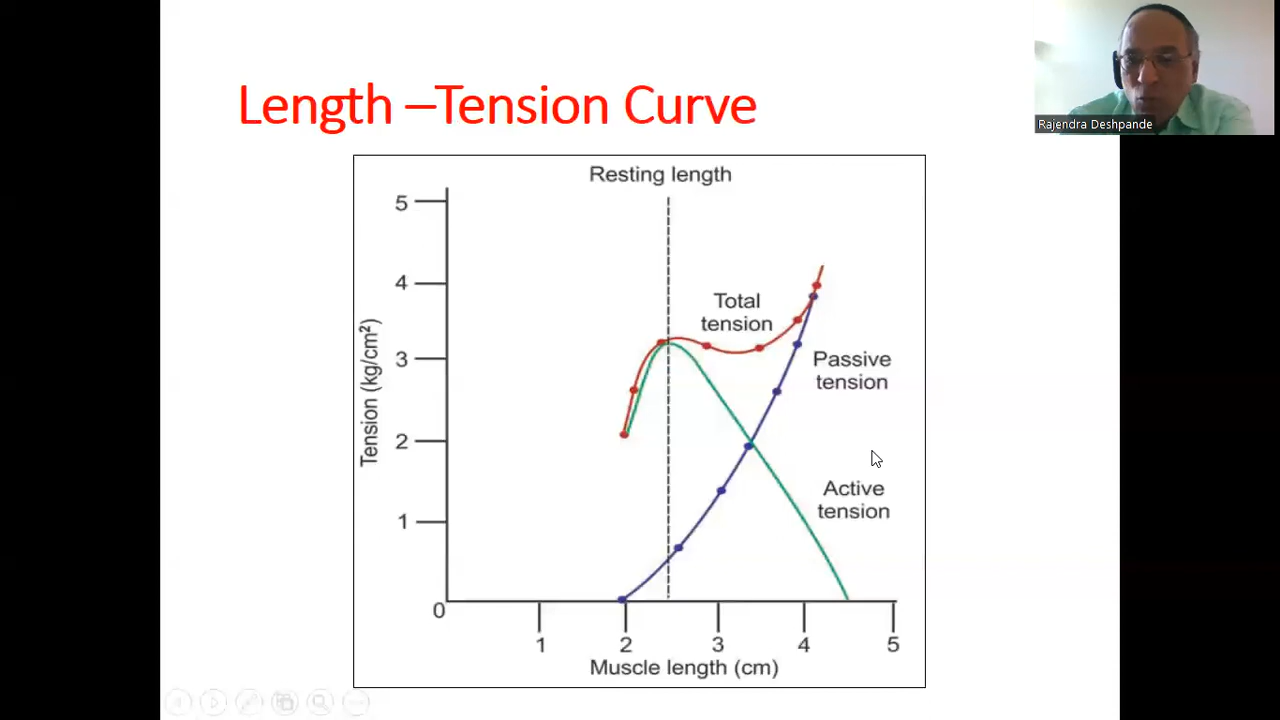 Length –Tension Curve
Rajendra Deshpande
Resting length
5
4
3
2
1
0
Tension (kg/cm²)
Total
tension
Passive
tension
Active
tension
1 2 3 4 5
Muscle length (cm)